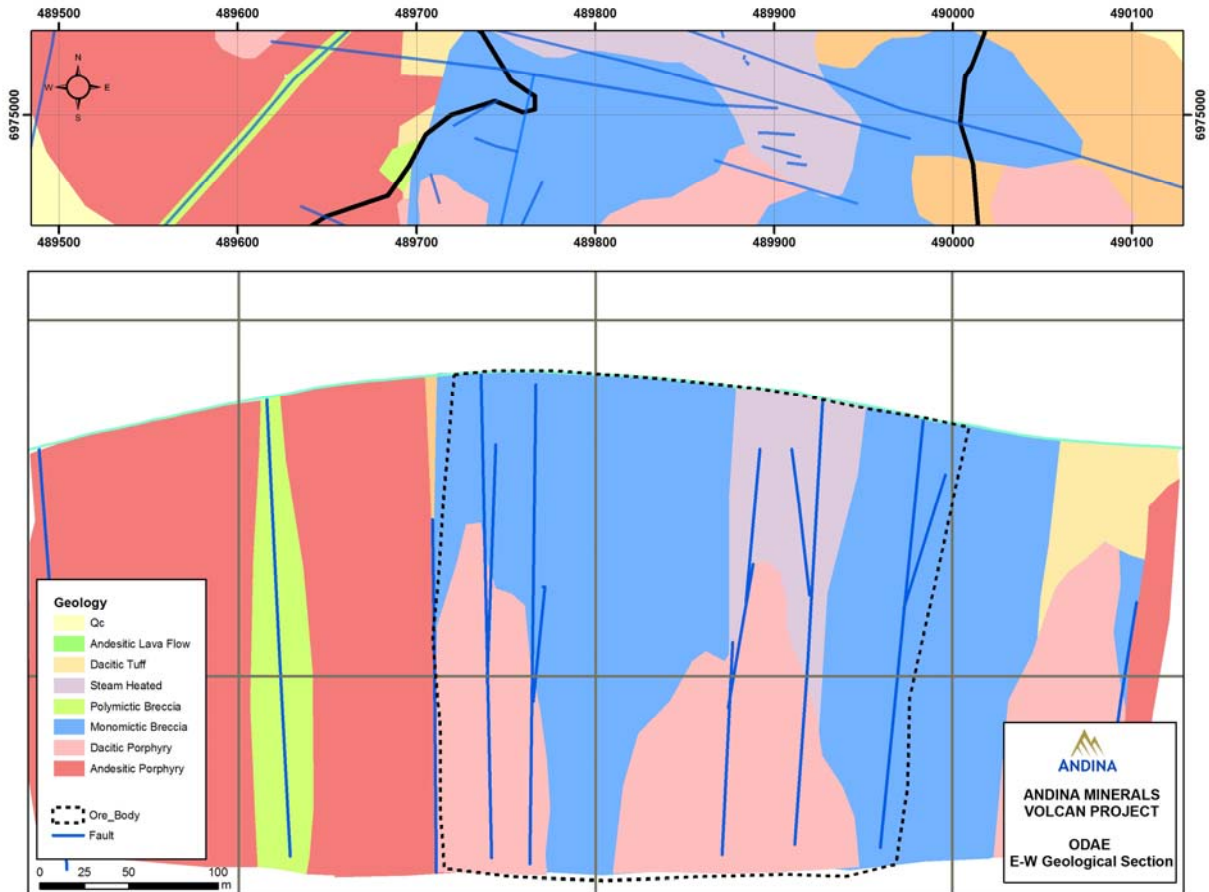 489500 489600 489700 489800 489900 490000 490100
N
W E
S
6975000 6975000
489500 489600 489700 489800 489900 490000 490100
Geology
Qc
Andesitic Lava Flow
Dacitic Tuff
Steam Heated
Polymictic Breccia
Monomictic Breccia
Dacitic Porphyry
Andesitic Porphyry
Ore_Body
Fault
0 25 50 100
m
ANDINA
ANDINA MINERALS
VOLCAN PROJECT
ODAE
E-W Geological Section